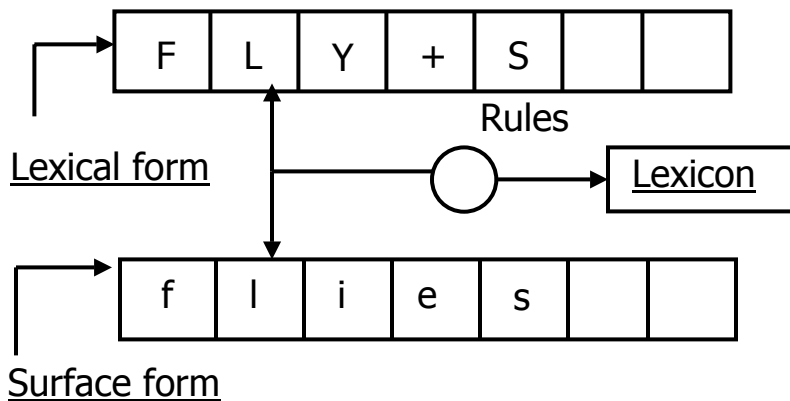 F L Y + S
Rules
Lexical form
Lexicon
f l i e s
Surface form